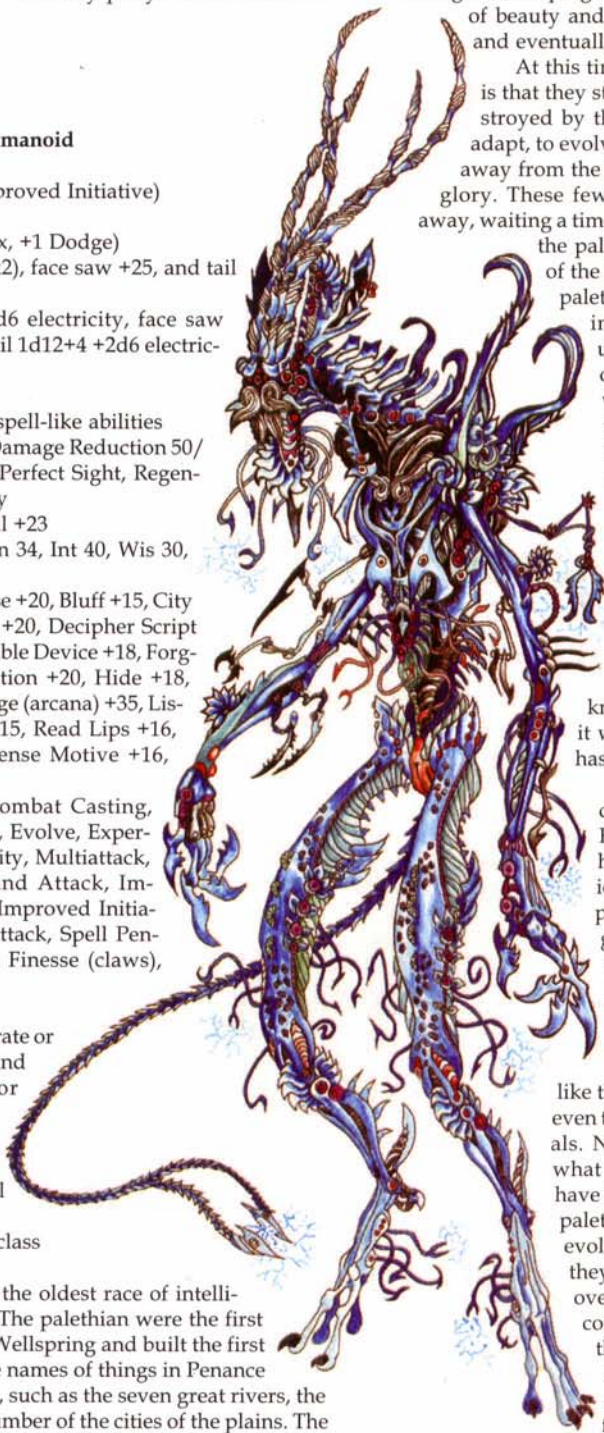 manoid
proved Initiative)
x, +1 Dodge)
2), face saw +25, and tail
d6 electricity, face saw
il 1d12+4 +2d6 electric-
spell-like abilities
Damage Reduction 50/
Perfect Sight, Regen-
y
l +23
n 34, Int 40, Wis 30,
se +20, Bluff +15, City
+20, Decipher Script
ble Device +18, Forg-
tion +20, Hide +18,
ge (arcana) +35, Lis-
15, Read Lips +16,
ense Motive +16,
ombat Casting,
, Evolve, Exper-
ity, Multiattack,
und Attack, Im-
Improved Initia-
ttack, Spell Pen-
Finesse (claws),
rate or
nd
or
l
class
the oldest race of intelli-
The palethian were the first
Wellspring and built the first
e names of things in Penance
, such as the seven great rivers, the
umber of the cities of the plains. The
of beauty and
and eventuall
At this tir
is that they st
stroyed by th
adapt, to evolv
away from the
glory. These few
away, waiting a tim
the pal
of the
palet
in
u
kn
it w
has
like t
even t
als. N
what
have
palet
evol
they
ove
co
th